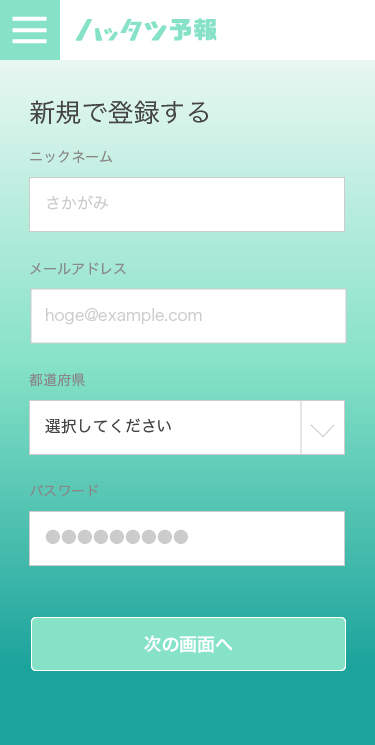 ハッタツ予報
新規で登録する
ニックネーム
さかがみ
メールアドレス
hoge@example.com
都道府県
選択してください
パスワード
●●●●●●●●●
次の画面へ